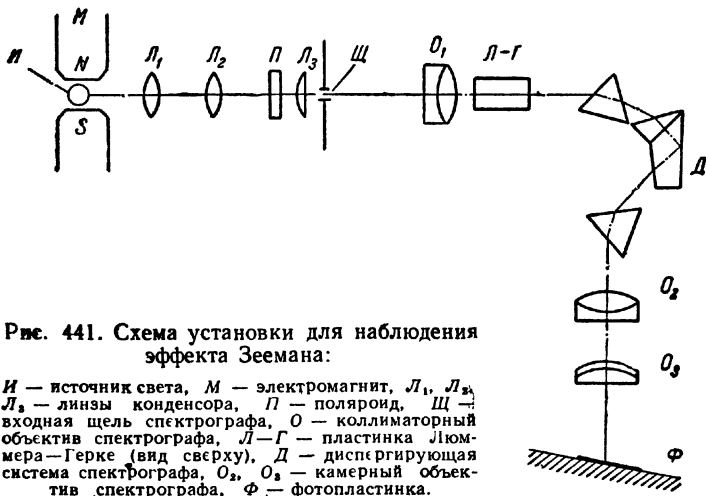 М
И
N
S
Л₁
Л₂
П
Л₃
Щ
О₁
Л-Г
Д
О₂
О₃
Ф
Рис. 441. Схема установки для наблюдения
эффекта Зеемана:
И — источник света, М — электромагнит, Л₁, Л₂,
Л₃ — линзы конденсора, П — поляроид, Щ —
входная щель спектрографа, О — коллиматорный
объектив спектрографа, Л—Г — пластинка Люм-
мера—Герке (вид сверху), Д — диспергирующая
система спектрографа, О₂, О₃ — камерный объек-
тив спектрографа, Ф — фотопластинка.